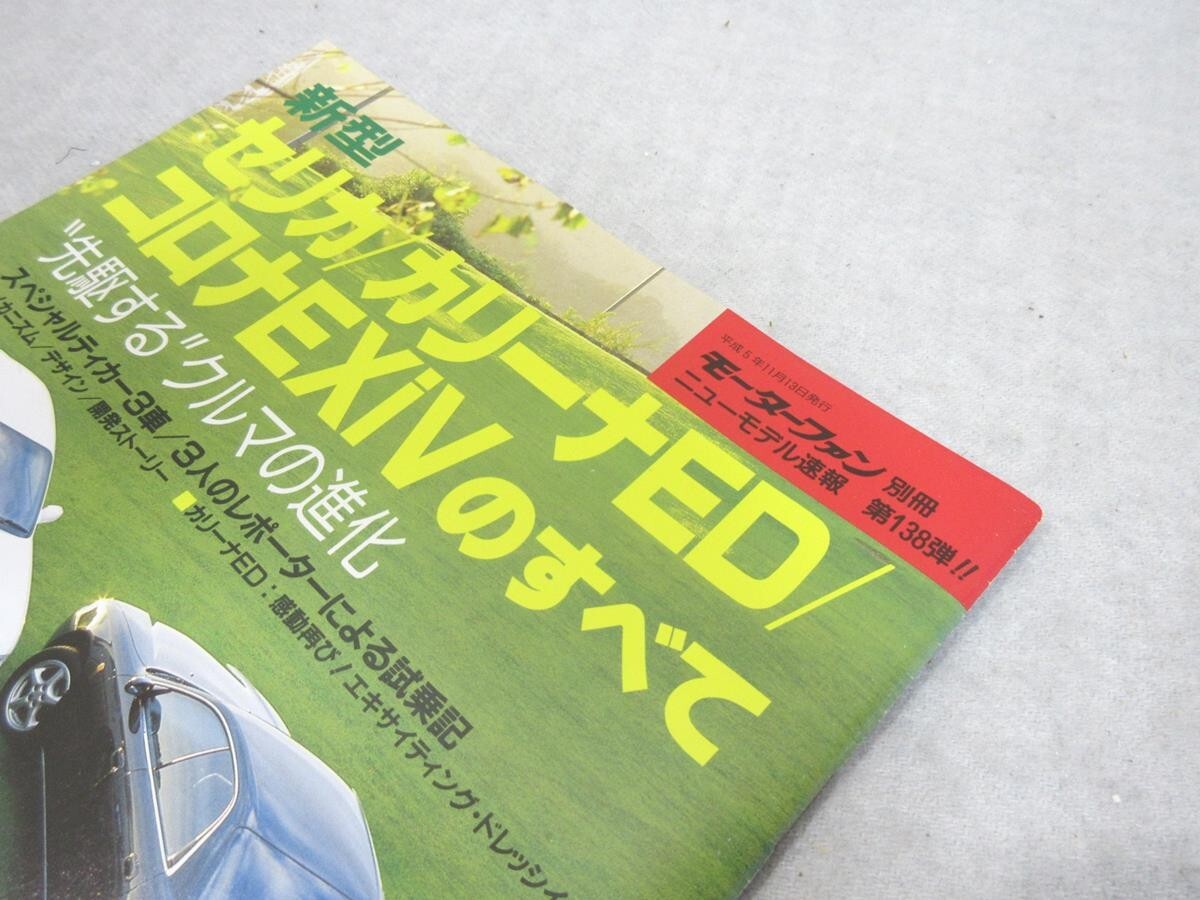 新型
セリカ/カリーナED/
コロナEXiVのすべて
"先駆する"クルマの進化
スペシャルティカー3車/3人のレポーターによる試乗記
カニズム/デザイン/開発ストーリー
カリーナED:感動再び/エキサイティング・ドレッシィ
平成5年11月13日発行
モーターファン 別冊
ニューモデル速報 第138弾!!